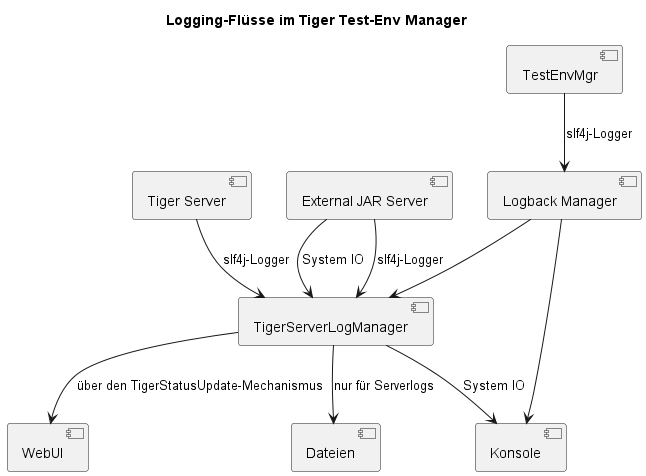 Logging-Flüsse im Tiger Test-Env Manager
TestEnvMgr
slf4j-Logger
Tiger Server
External JAR Server
Logback Manager
slf4j-Logger
System IO
slf4j-Logger
TigerServerLogManager
über den TigerStatusUpdate-Mechanismus
nur für Serverlogs
System IO
WebUI
Dateien
Konsole